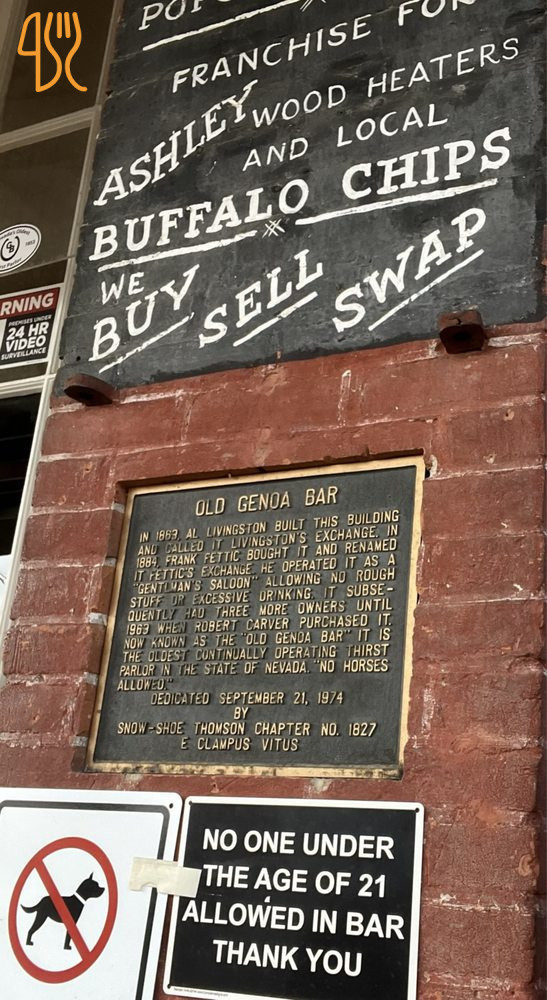 FRANCHISE FOR
ASHLEY WOOD HEATERS
AND LOCAL
BUFFALO CHIPS
WE
BUY SELL SWAP
1853
RNING
PREMISES UNDER
24 HR
VIDEO
SURVEILLANCE
OLD GENOA BAR
IN 1863, AL LIVINGSTON BUILT THIS BUILDING
AND CALLED IT LIVINGSTON'S EXCHANGE. IN
1884, FRANK FETTIC BOUGHT IT AND RENAMED
IT FETTIC'S EXCHANGE. HE OPERATED IT AS A
"GENTLMAN'S SALOON" ALLOWING NO ROUGH
STUFF OR EXCESSIVE DRINKING. IT SUBSE-
QUENTLY HAD THREE MORE OWNERS UNTIL
1963 WHEN ROBERT CARVER PURCHASED IT.
NOW KNOWN AS THE "OLD GENOA BAR" IT IS
THE OLDEST CONTINUALLY OPERATING THIRST
PARLOR IN THE STATE OF NEVADA. "NO HORSES
ALLOWED."
DEDICATED SEPTEMBER 21, 1974
BY
SNOW-SHOE THOMSON CHAPTER NO. 1827
E CLAMPUS VITUS
NO ONE UNDER
THE AGE OF 21
ALLOWED IN BAR
THANK YOU